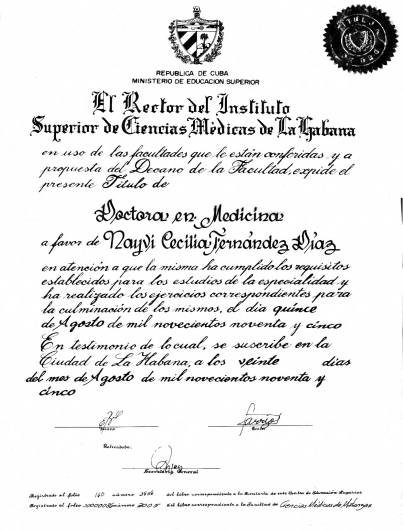 REPUBLICA DE CUBA
MINISTERIO DE EDUCACION SUPERIOR
El Rector del Instituto
Superior de Ciencias Médicas de La Habana
en uso de las facultades que le están conferidas y a
propuesta del Decano de la Facultad, expide el
presente Título de
Doctora en Medicina
a favor de Naydi Cecilia Fernández Díaz
en atención a que la misma ha cumplido los requisitos
establecidos para los estudios de la especialidad y
ha realizado los ejercicios correspondientes para
la culminación de los mismos, el día quince
de Agosto de mil novecientos noventa y cinco
En testimonio de lo cual, se suscribe en la
Ciudad de La Habana, a los veinte días
del mes de Agosto de mil novecientos noventa y
cinco
Decano Rector
Refrendado:
Secretario General
Registrado al folio 140 número del libro correspondiente a la Secretaría de este Centro de Educación Superior
Registrado al folio número del libro correspondiente a la Facultad de Ciencias Médicas de Matanzas